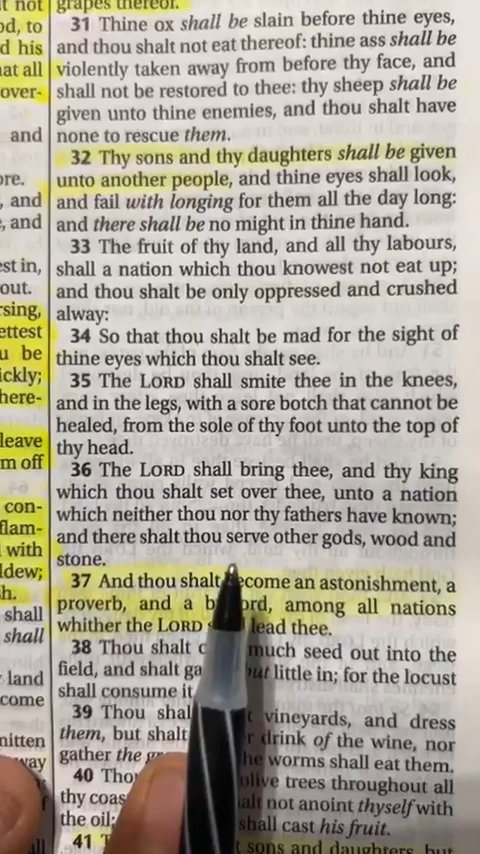 grapes thereof.
31 Thine ox shall be slain before thine eyes,
and thou shalt not eat thereof: thine ass shall be
violently taken away from before thy face, and
shall not be restored to thee: thy sheep shall be
given unto thine enemies, and thou shalt have
none to rescue them.
32 Thy sons and thy daughters shall be given
unto another people, and thine eyes shall look,
and fail with longing for them all the day long:
and there shall be no might in thine hand.
33 The fruit of thy land, and all thy labours,
shall a nation which thou knowest not eat up;
and thou shalt be only oppressed and crushed
alway:
34 So that thou shalt be mad for the sight of
thine eyes which thou shalt see.
35 The LORD shall smite thee in the knees,
and in the legs, with a sore botch that cannot be
healed, from the sole of thy foot unto the top of
thy head.
36 The LORD shall bring thee, and thy king
which thou shalt set over thee, unto a nation
which neither thou nor thy fathers have known;
and there shalt thou serve other gods, wood and
stone.
37 And thou shalt become an astonishment, a
proverb, and a among all nations
whither the LORD lead thee.
38 Thou shalt much seed out into the
field, and shalt little in; for the locust
shall consume it
39 Thou vineyards, and dress
them, but shalt drink of the wine, nor
gather the worms shall eat them.
40 olive trees throughout all
thy not anoint thyself with
the oil; shall cast his fruit.
41 sons and daughters, but